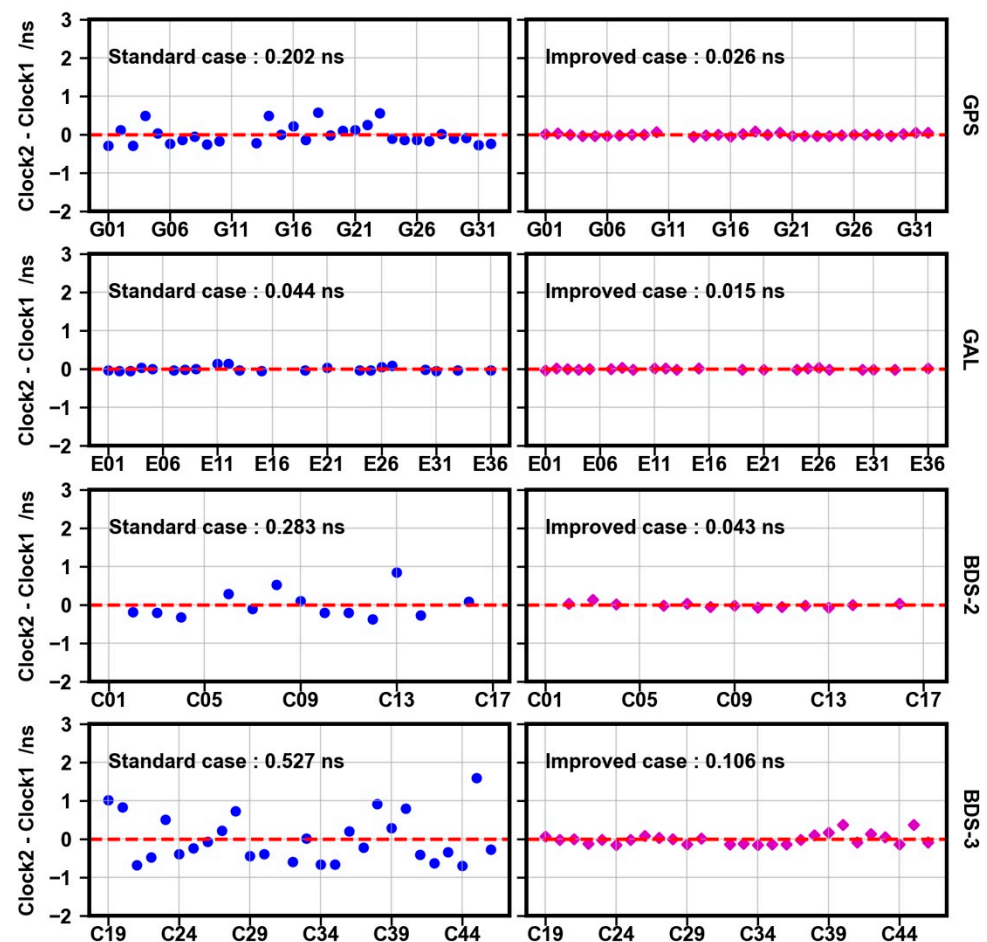 Clock2 - Clock1 /ns
3
2
1
0
−1
−2
Standard case : 0.202 ns
G01 G06 G11 G16 G21 G26 G31
Improved case : 0.026 ns
G01 G06 G11 G16 G21 G26 G31
GPS
Clock2 - Clock1 /ns
3
2
1
0
−1
−2
Standard case : 0.044 ns
E01 E06 E11 E16 E21 E26 E31 E36
Improved case : 0.015 ns
E01 E06 E11 E16 E21 E26 E31 E36
GAL
Clock2 - Clock1 /ns
3
2
1
0
−1
−2
Standard case : 0.283 ns
C01 C05 C09 C13 C17
Improved case : 0.043 ns
C01 C05 C09 C13 C17
BDS-2
Clock2 - Clock1 /ns
3
2
1
0
−1
−2
Standard case : 0.527 ns
C19 C24 C29 C34 C39 C44
Improved case : 0.106 ns
C19 C24 C29 C34 C39 C44
BDS-3